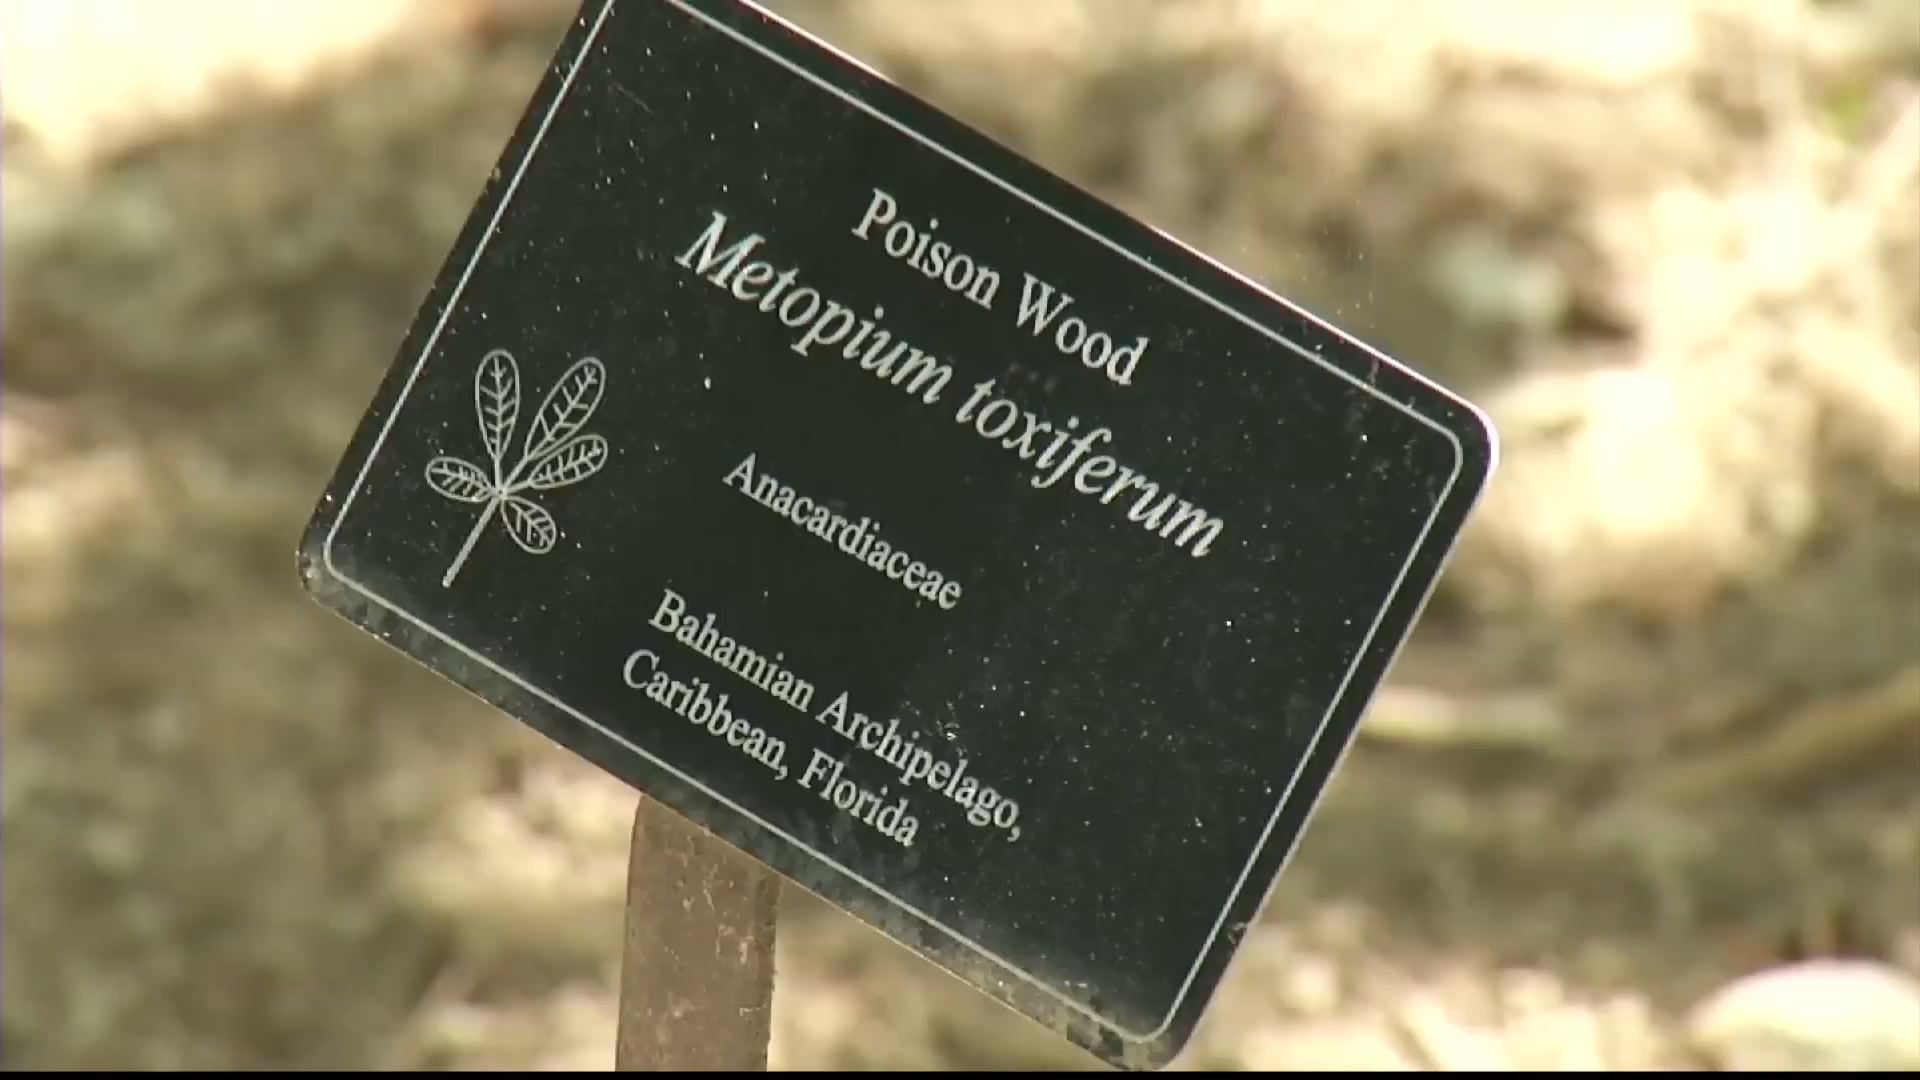 Poison Wood
Metopium toxiferum
Anacardiaceae
Bahamian Archipelago,
Caribbean, Florida